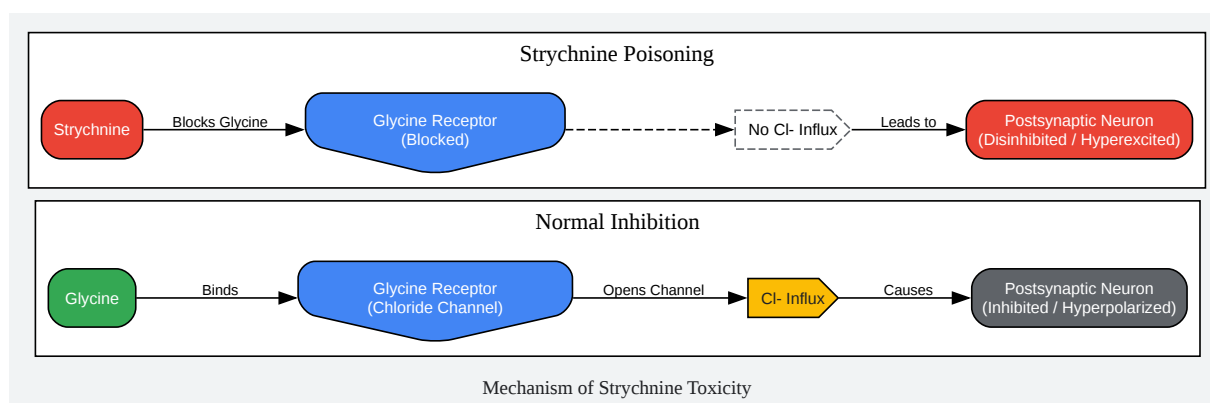 Strychnine Poisoning
Strychnine
Blocks Glycine
Glycine Receptor
(Blocked)
No Cl- Influx
Leads to
Postsynaptic Neuron
(Disinhibited / Hyperexcited)
Normal Inhibition
Glycine
Binds
Glycine Receptor
(Chloride Channel)
Opens Channel
Cl- Influx
Causes
Postsynaptic Neuron
(Inhibited / Hyperpolarized)
Mechanism of Strychnine Toxicity